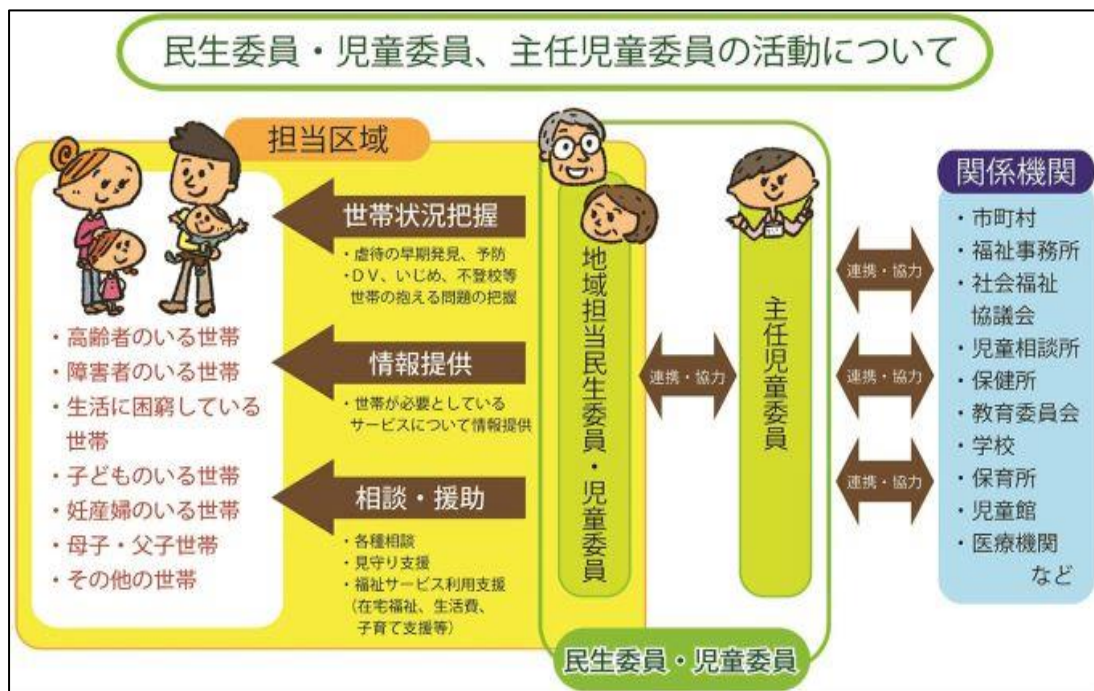 民生委員・児童委員、主任児童委員の活動について
担当区域
・高齢者のいる世帯
・障害者のいる世帯
・生活に困窮している
世帯
・子どものいる世帯
・妊産婦のいる世帯
・母子・父子世帯
・その他の世帯
世帯状況把握
・虐待の早期発見、予防
・DV、いじめ、不登校等
世帯の抱える問題の把握
情報提供
・世帯が必要としている
サービスについて情報提供
相談・援助
・各種相談
・見守り支援
・福祉サービス利用支援
(在宅福祉、生活費、
子育て支援等)
地域担当民生委員・児童委員
連携・協力
主任児童委員
民生委員・児童委員
連携・協力
連携・協力
連携・協力
関係機関
・市町村
・福祉事務所
・社会福祉
協議会
・児童相談所
・保健所
・教育委員会
・学校
・保育所
・児童館
・医療機関
など